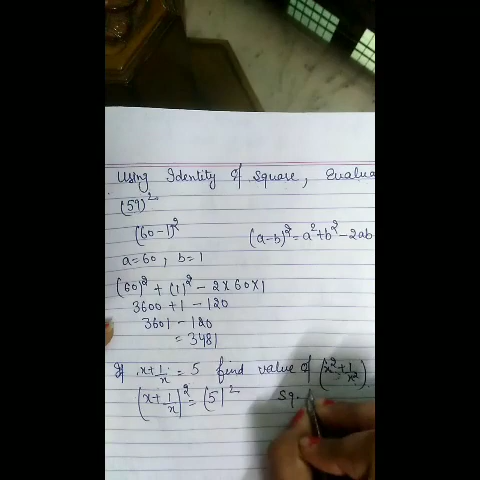 Using Identity of Square, Evalua
(59)²
(60-1)²
(a-b)² = a²+b²-2ab
a=60, b=1
(60)² + (1)² - 2×60×1
3600 + 1 - 120
3601 - 120
= 3481
If x+1/x = 5 find value of (x²+1/x²)
(x+1/x)² = (5)² Sq.